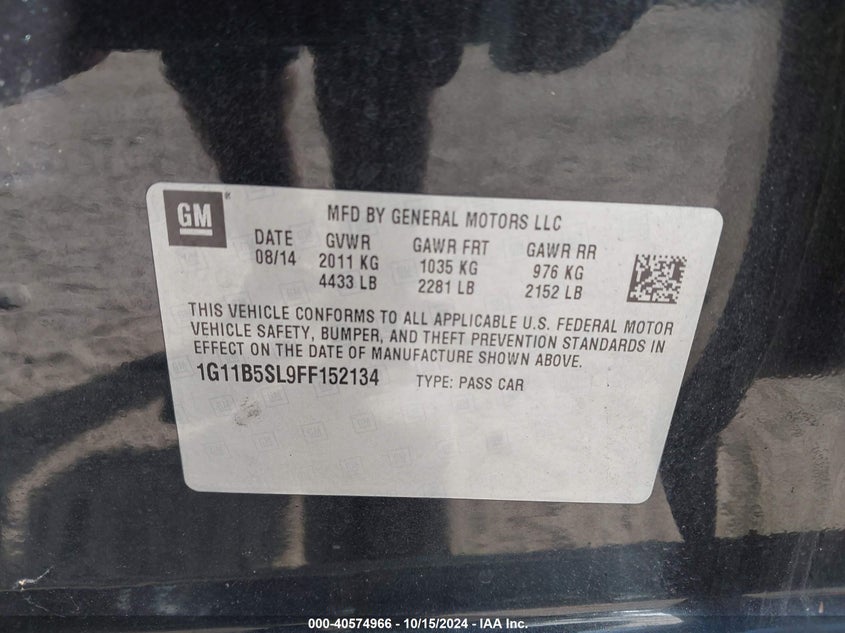 GM
MFD BY GENERAL MOTORS LLC
DATE GVWR GAWR FRT GAWR RR
08/14 2011 KG 1035 KG 976 KG
4433 LB 2281 LB 2152 LB
THIS VEHICLE CONFORMS TO ALL APPLICABLE U.S. FEDERAL MOTOR
VEHICLE SAFETY, BUMPER, AND THEFT PREVENTION STANDARDS IN
EFFECT ON THE DATE OF MANUFACTURE SHOWN ABOVE.
1G11B5SL9FF152134 TYPE: PASS CAR
000-40574966 - 10/15/2024 - IAA Inc.